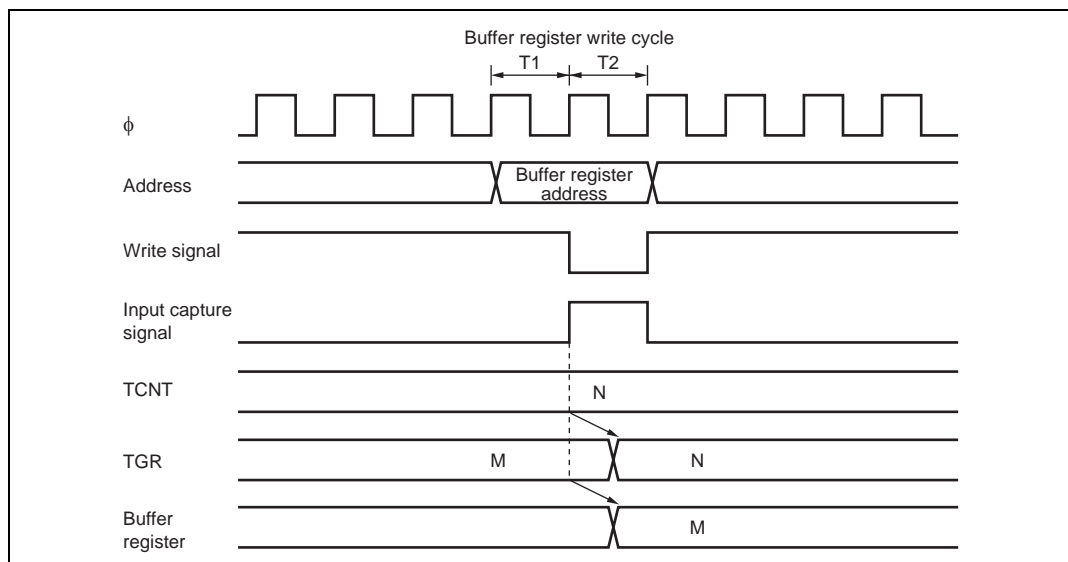 Buffer register write cycle
T1 T2
ϕ
Address
Buffer register
address
Write signal
Input capture
signal
TCNT
N
TGR
M N
Buffer
register
M